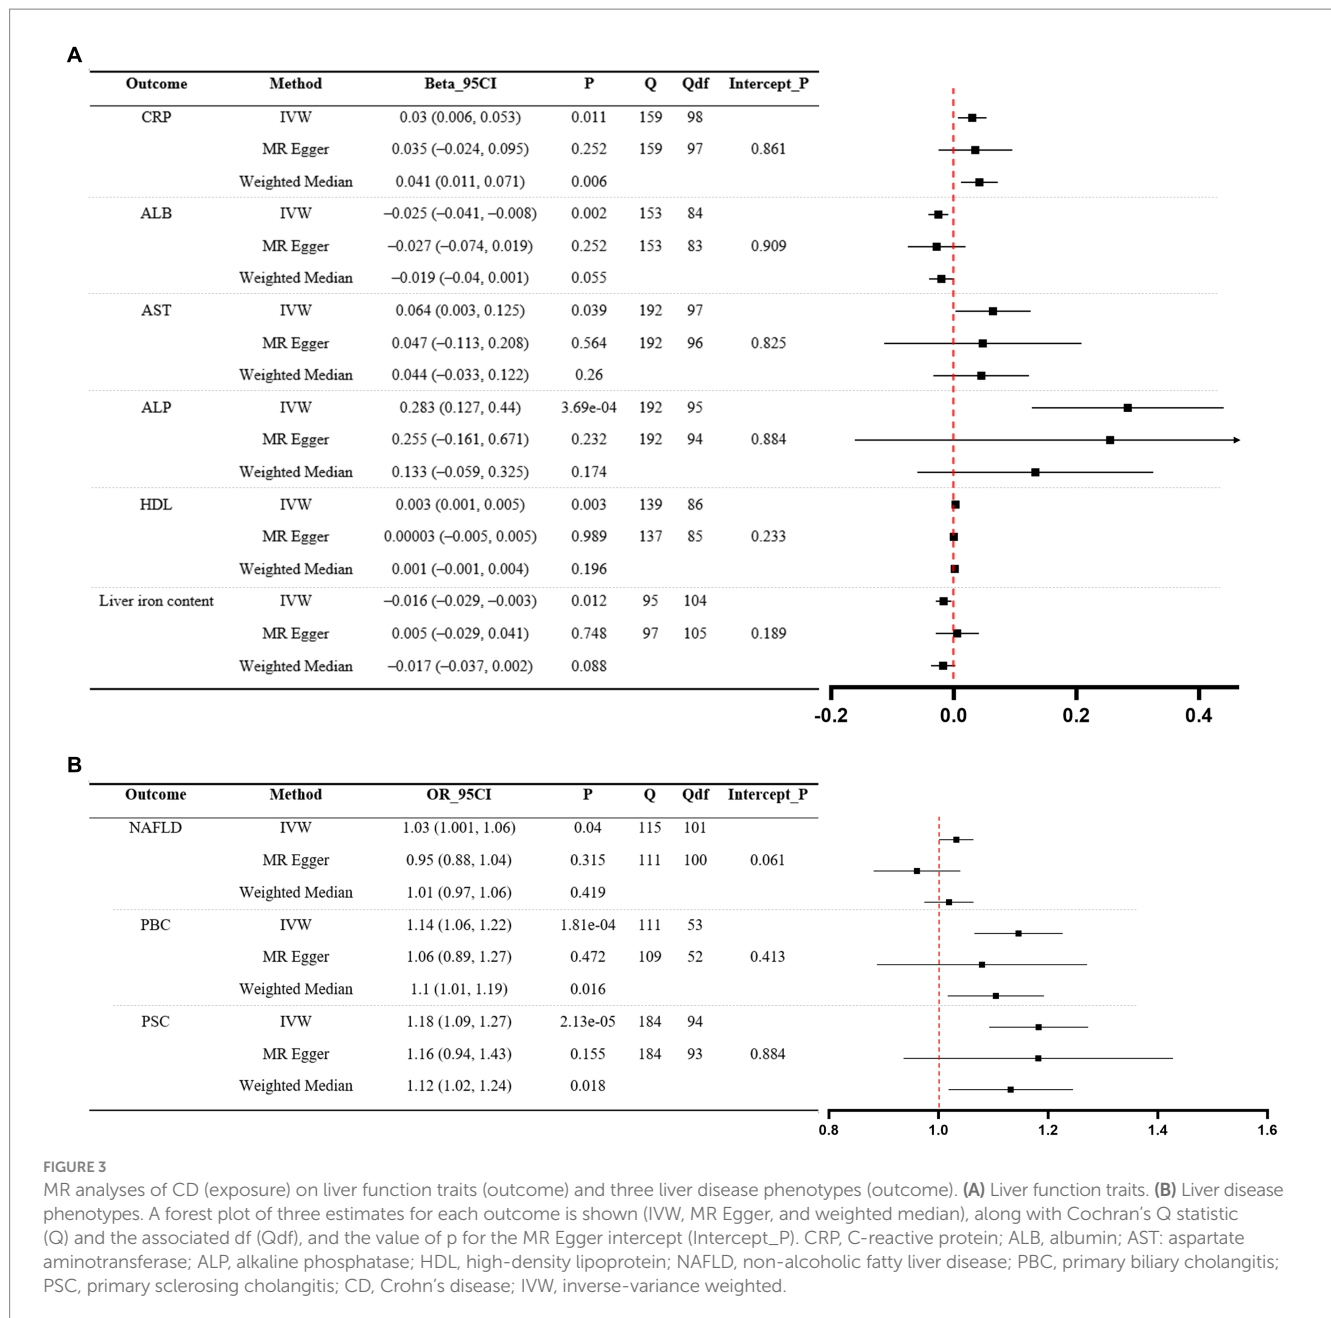 A
Outcome Method Beta_95CI P Q Qdf Intercept_P
CRP IVW 0.03 (0.006, 0.053) 0.011 159 98
MR Egger 0.035 (−0.024, 0.095) 0.252 159 97 0.861
Weighted Median 0.041 (0.011, 0.071) 0.006
ALB IVW −0.025 (−0.041, −0.008) 0.002 153 84
MR Egger −0.027 (−0.074, 0.019) 0.252 153 83 0.909
Weighted Median −0.019 (−0.04, 0.001) 0.055
AST IVW 0.064 (0.003, 0.125) 0.039 192 97
MR Egger 0.047 (−0.113, 0.208) 0.564 192 96 0.825
Weighted Median 0.044 (−0.033, 0.122) 0.26
ALP IVW 0.283 (0.127, 0.44) 3.69e-04 192 95
MR Egger 0.255 (−0.161, 0.671) 0.232 192 94 0.884
Weighted Median 0.133 (−0.059, 0.325) 0.174
HDL IVW 0.003 (0.001, 0.005) 0.003 139 86
MR Egger 0.00003 (−0.005, 0.005) 0.989 137 85 0.233
Weighted Median 0.001 (−0.001, 0.004) 0.196
Liver iron content IVW −0.016 (−0.029, −0.003) 0.012 95 104
MR Egger 0.005 (−0.029, 0.041) 0.748 97 105 0.189
Weighted Median −0.017 (−0.037, 0.002) 0.088
-0.2 0.0 0.2 0.4
B
Outcome Method OR_95CI P Q Qdf Intercept_P
NAFLD IVW 1.03 (1.001, 1.06) 0.04 115 101
MR Egger 0.95 (0.88, 1.04) 0.315 111 100 0.061
Weighted Median 1.01 (0.97, 1.06) 0.419
PBC IVW 1.14 (1.06, 1.22) 1.81e-04 111 53
MR Egger 1.06 (0.89, 1.27) 0.472 109 52 0.413
Weighted Median 1.1 (1.01, 1.19) 0.016
PSC IVW 1.18 (1.09, 1.27) 2.13e-05 184 94
MR Egger 1.16 (0.94, 1.43) 0.155 184 93 0.884
Weighted Median 1.12 (1.02, 1.24) 0.018
0.8 1.0 1.2 1.4 1.6
FIGURE 3
MR analyses of CD (exposure) on liver function traits (outcome) and three liver disease phenotypes (outcome). (A) Liver function traits. (B) Liver disease
phenotypes. A forest plot of three estimates for each outcome is shown (IVW, MR Egger, and weighted median), along with Cochran's Q statistic
(Q) and the associated df (Qdf), and the value of p for the MR Egger intercept (Intercept_P). CRP, C-reactive protein; ALB, albumin; AST: aspartate
aminotransferase; ALP, alkaline phosphatase; HDL, high-density lipoprotein; NAFLD, non-alcoholic fatty liver disease; PBC, primary biliary cholangitis;
PSC, primary sclerosing cholangitis; CD, Crohn's disease; IVW, inverse-variance weighted.